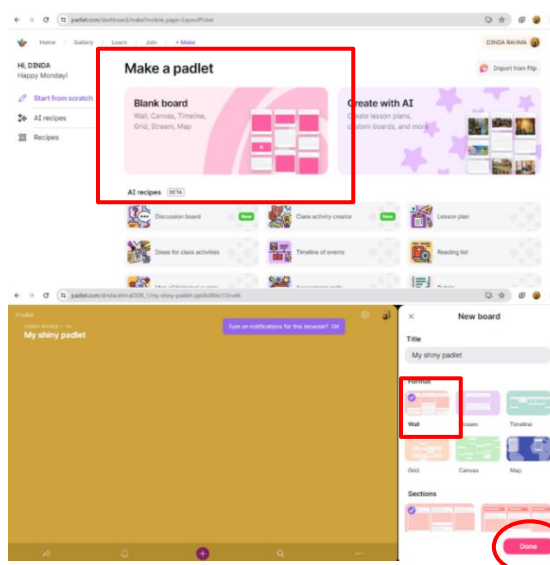 padlet.com/dashboard/make?mobile_page=LayoutPicker
Home / Gallery / Learn / Join / + Make
DINDA RAHMA
Hi, DINDA
Happy Monday!
Make a padlet
Import from Flip
Start from scratch
AI recipes
Recipes
Blank board
Wall, Canvas, Timeline,
Grid, Stream, Map
Create with AI
Create lesson plans,
custom boards, and more
AI recipes BETA
Discussion board New
Class activity creator New
Lesson plan
Ideas for class activities
Timeline of events
Reading list
Map of historical events
Padlet
My shiny padlet
Turn on notifications for this browser? OK
New board
Title
My shiny padlet
Format
Wall
Stream
Timeline
Grid
Canvas
Map
Sections
Done